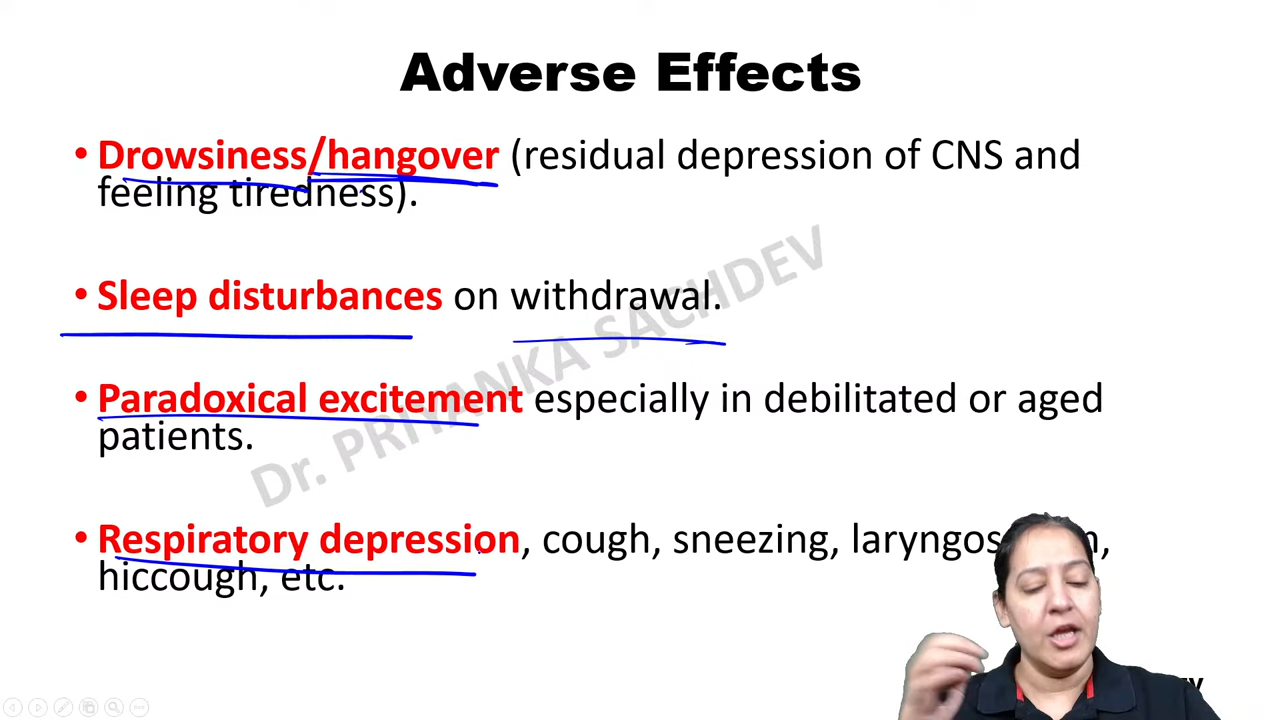 Adverse Effects
• Drowsiness/hangover (residual depression of CNS and
feeling tiredness).
• Sleep disturbances on withdrawal.
• Paradoxical excitement especially in debilitated or aged
patients.
• Respiratory depression, cough, sneezing,
hiccough, etc.
Dr. PRIYANKA SACHDEV